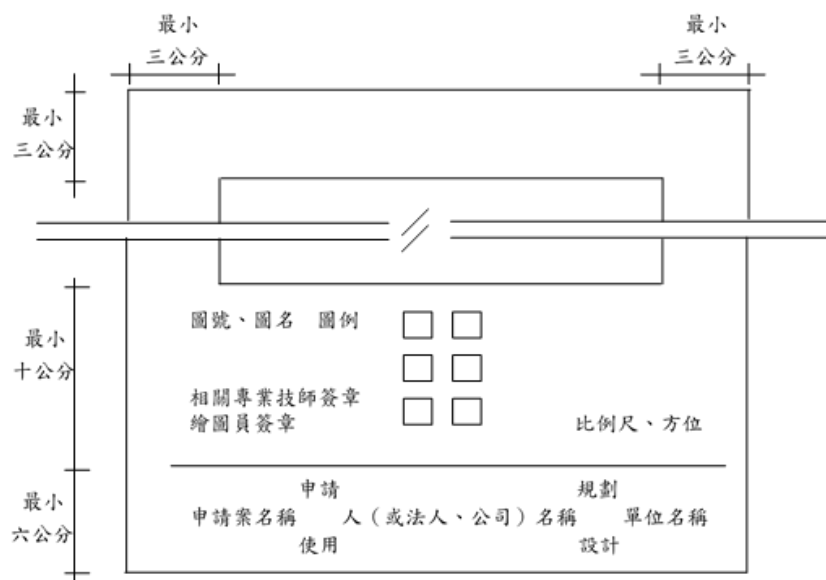 最小
三公分
最小
三公分
最小
三公分
最小
十公分
圖號、圖名 圖例
相關專業技師簽章
繪圖員簽章
比例尺、方位
最小
六公分
申請 規劃
申請案名稱 人（或法人、公司）名稱 單位名稱
使用 設計